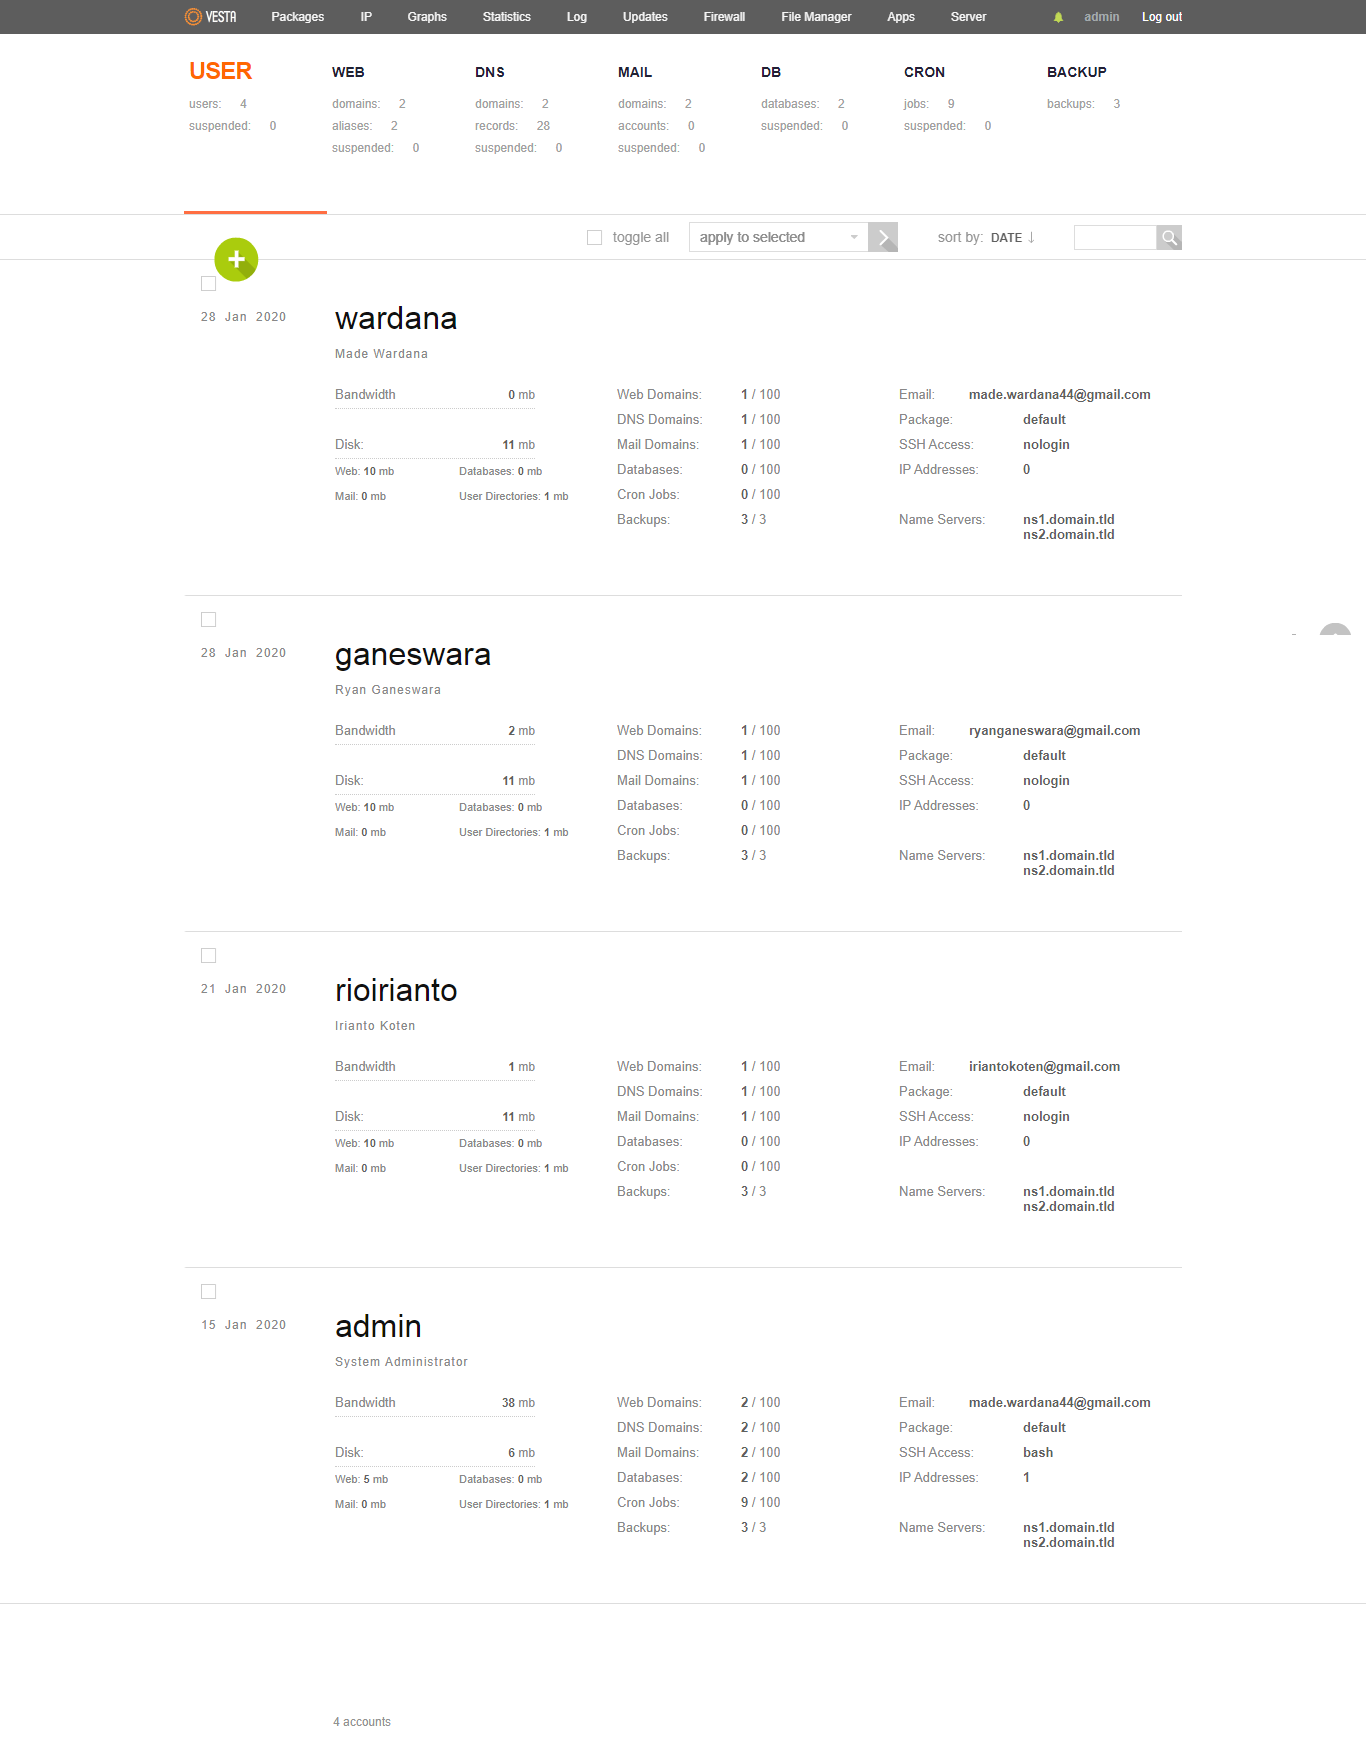 VESTA Packages IP Graphs Statistics Log Updates Firewall File Manager Apps Server admin Log out
USER WEB DNS MAIL DB CRON BACKUP
users: 4 domains: 2 domains: 2 domains: 2 databases: 2 jobs: 9 backups: 3
suspended: 0 aliases: 2 records: 28 accounts: 0 suspended: 0 suspended: 0
suspended: 0 suspended: 0 suspended: 0
toggle all apply to selected sort by: DATE ↓
28 Jan 2020 wardana
Made Wardana
Bandwidth 0 mb Web Domains: 1 / 100 Email: made.wardana44@gmail.com
DNS Domains: 1 / 100 Package: default
Disk: 11 mb Mail Domains: 1 / 100 SSH Access: nologin
Web: 10 mb Databases: 0 mb Databases: 0 / 100 IP Addresses: 0
Mail: 0 mb User Directories: 1 mb Cron Jobs: 0 / 100
Backups: 3 / 3 Name Servers: ns1.domain.tld
ns2.domain.tld
28 Jan 2020 ganeswara
Ryan Ganeswara
Bandwidth 2 mb Web Domains: 1 / 100 Email: ryanganeswara@gmail.com
DNS Domains: 1 / 100 Package: default
Disk: 11 mb Mail Domains: 1 / 100 SSH Access: nologin
Web: 10 mb Databases: 0 mb Databases: 0 / 100 IP Addresses: 0
Mail: 0 mb User Directories: 1 mb Cron Jobs: 0 / 100
Backups: 3 / 3 Name Servers: ns1.domain.tld
ns2.domain.tld
21 Jan 2020 rioirianto
Irianto Koten
Bandwidth 1 mb Web Domains: 1 / 100 Email: iriantokoten@gmail.com
DNS Domains: 1 / 100 Package: default
Disk: 11 mb Mail Domains: 1 / 100 SSH Access: nologin
Web: 10 mb Databases: 0 mb Databases: 0 / 100 IP Addresses: 0
Mail: 0 mb User Directories: 1 mb Cron Jobs: 0 / 100
Backups: 3 / 3 Name Servers: ns1.domain.tld
ns2.domain.tld
15 Jan 2020 admin
System Administrator
Bandwidth 38 mb Web Domains: 2 / 100 Email: made.wardana44@gmail.com
DNS Domains: 2 / 100 Package: default
Disk: 6 mb Mail Domains: 2 / 100 SSH Access: bash
Web: 5 mb Databases: 0 mb Databases: 2 / 100 IP Addresses: 1
Mail: 0 mb User Directories: 1 mb Cron Jobs: 9 / 100
Backups: 3 / 3 Name Servers: ns1.domain.tld
ns2.domain.tld
4 accounts